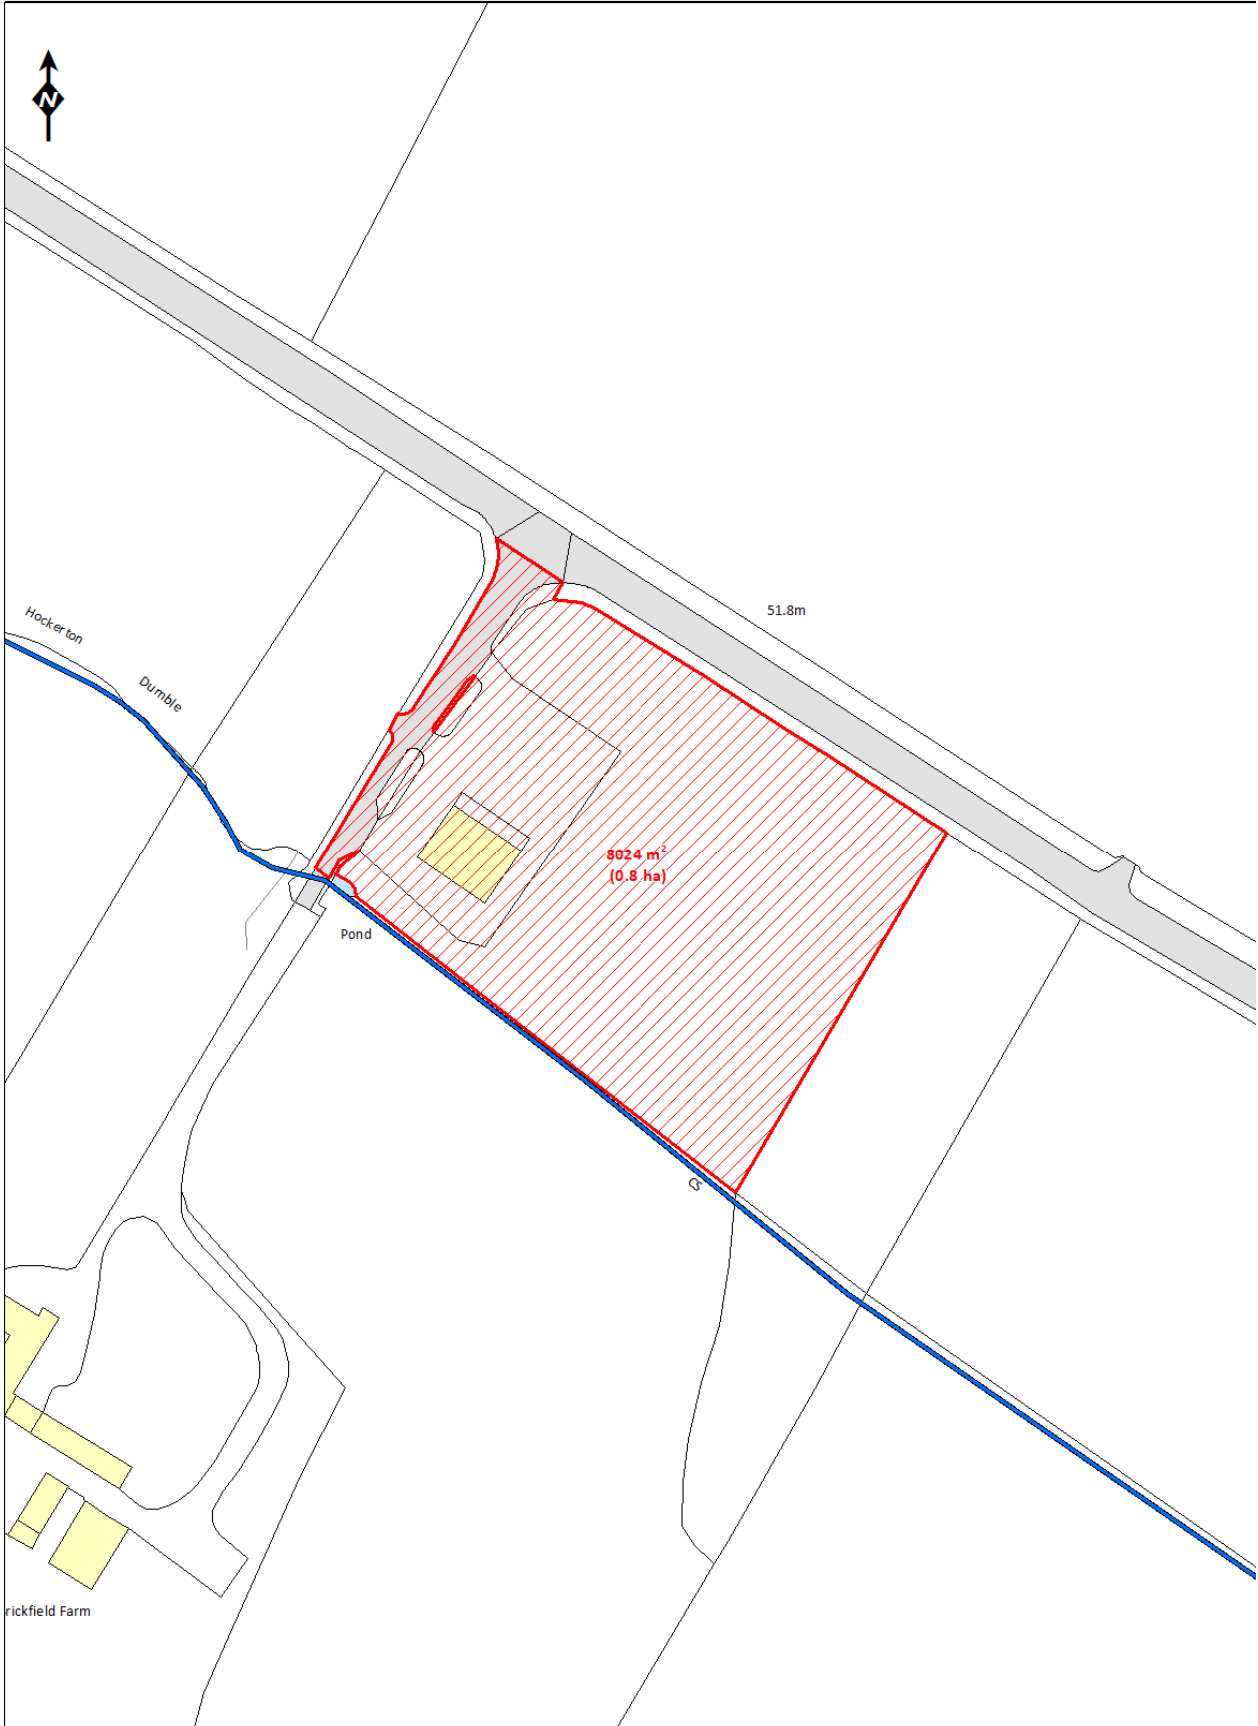 N
51.8m
Hockerton
Dumble
8024 m²
(0.8 ha)
Pond
CS
rickfield Farm